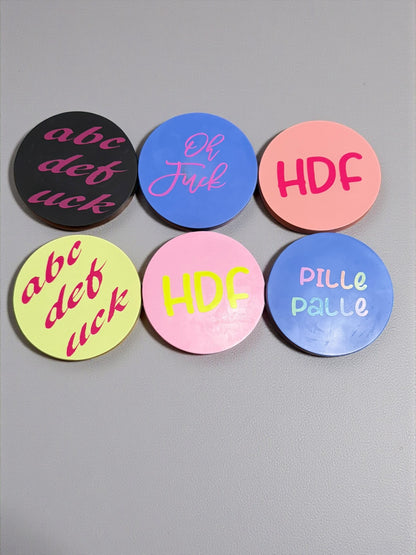 abc
def
uck
Oh
Fuck
HDF
abc
def
uck
HDF
PILLE
PALLE